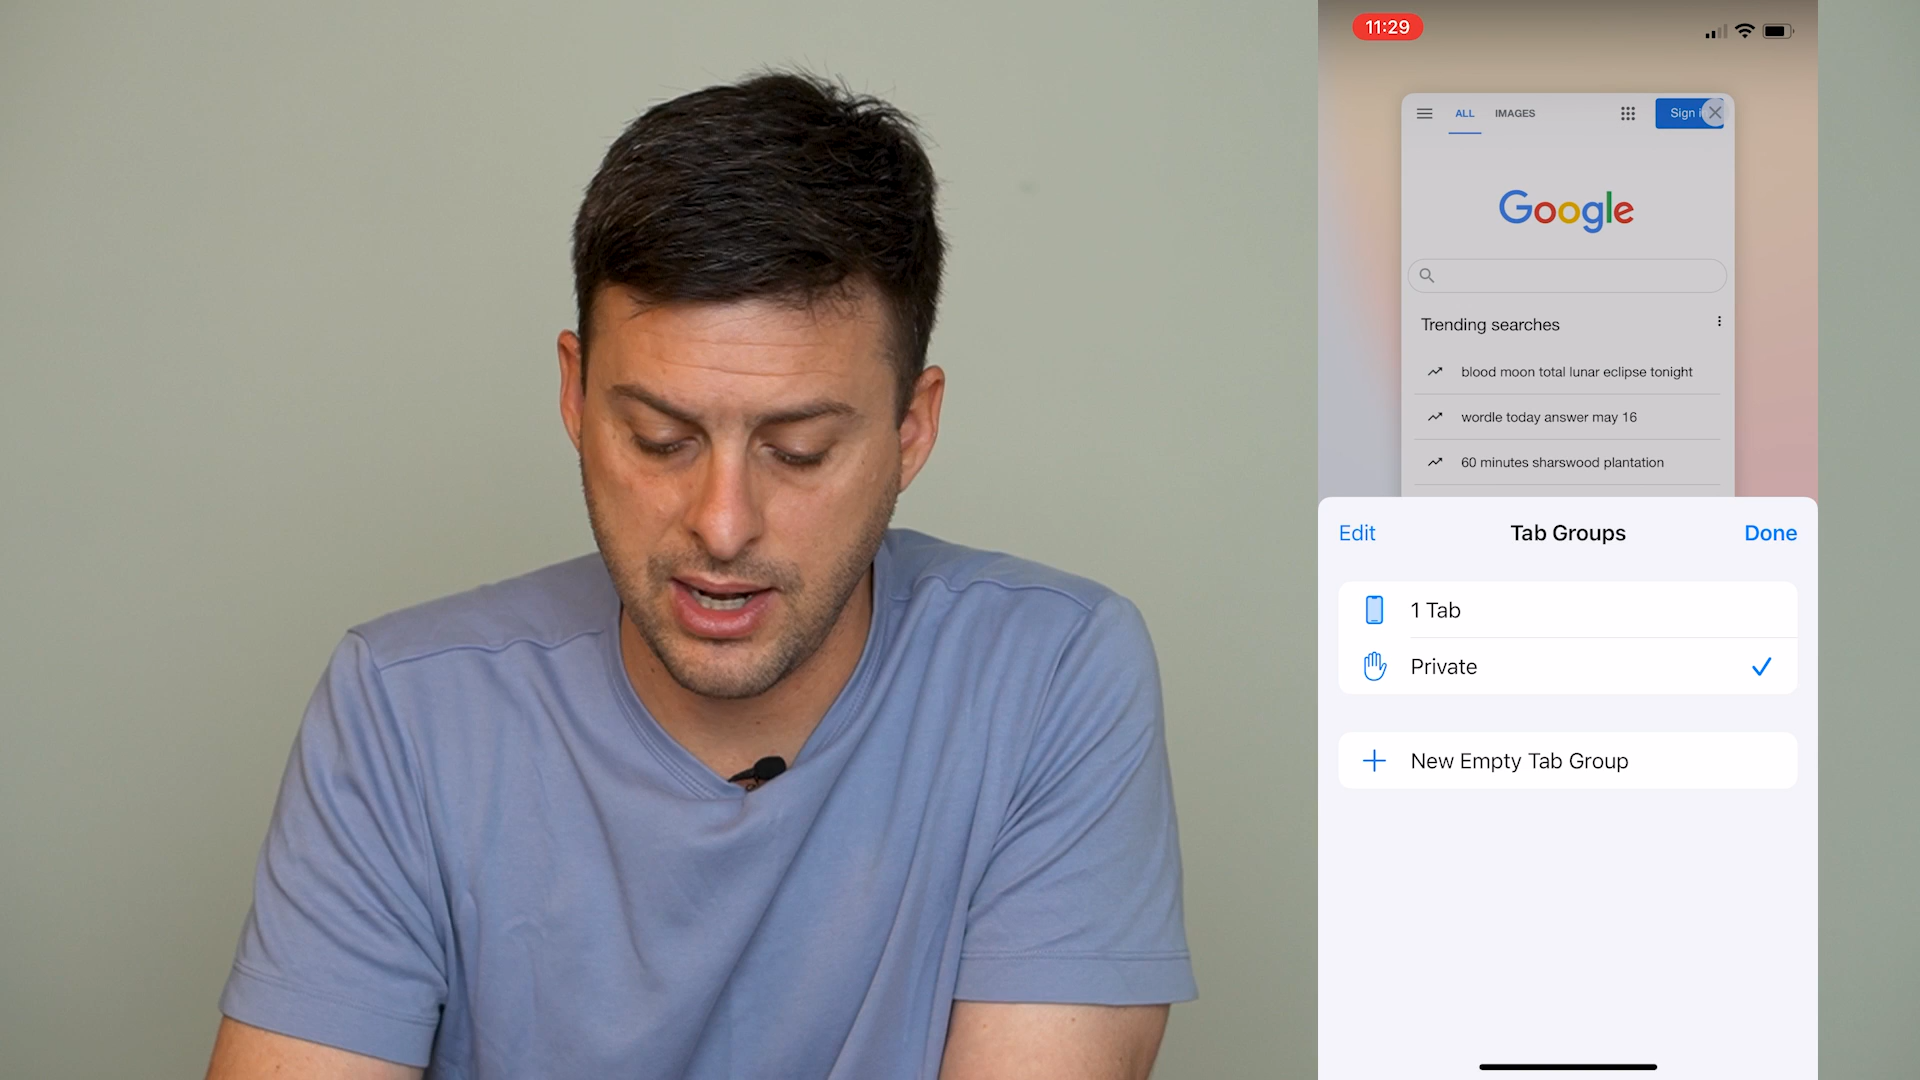 11:29
ALL IMAGES
Google
Trending searches
blood moon total lunar eclipse tonight
wordle today answer may 16
60 minutes sharswood plantation
Edit Tab Groups Done
1 Tab
Private
New Empty Tab Group